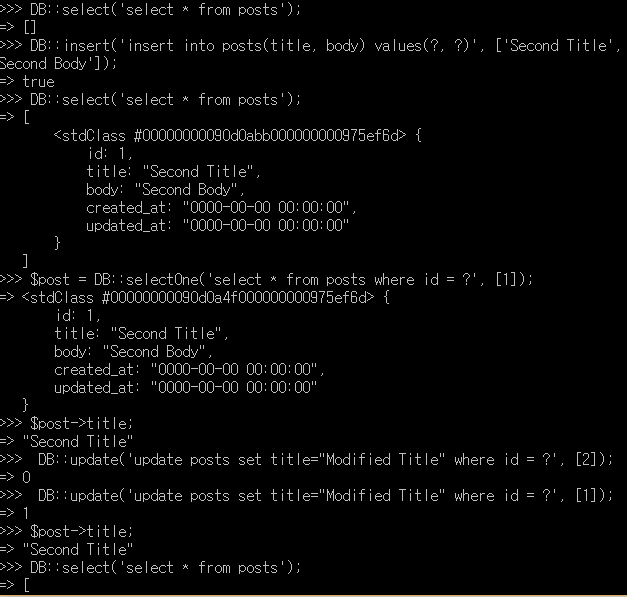 >>> DB::select('select * from posts');
=> []
>>> DB::insert('insert into posts(title, body) values(?, ?)', ['Second Title',
Second Body']);
=> true
>>> DB::select('select * from posts');
=> [
<stdClass #00000000090d0abb000000000975ef6d> {
id: 1,
title: "Second Title",
body: "Second Body",
created_at: "0000-00-00 00:00:00",
updated_at: "0000-00-00 00:00:00"
}
]
>>> $post = DB::selectOne('select * from posts where id = ?', [1]);
=> <stdClass #00000000090d0a4f000000000975ef6d> {
id: 1,
title: "Second Title",
body: "Second Body",
created_at: "0000-00-00 00:00:00",
updated_at: "0000-00-00 00:00:00"
}
>>> $post->title;
=> "Second Title"
>>>  DB::update('update posts set title="Modified Title" where id = ?', [2]);
=> 0
>>>  DB::update('update posts set title="Modified Title" where id = ?', [1]);
=> 1
>>> $post->title;
=> "Second Title"
>>> DB::select('select * from posts');
=> [